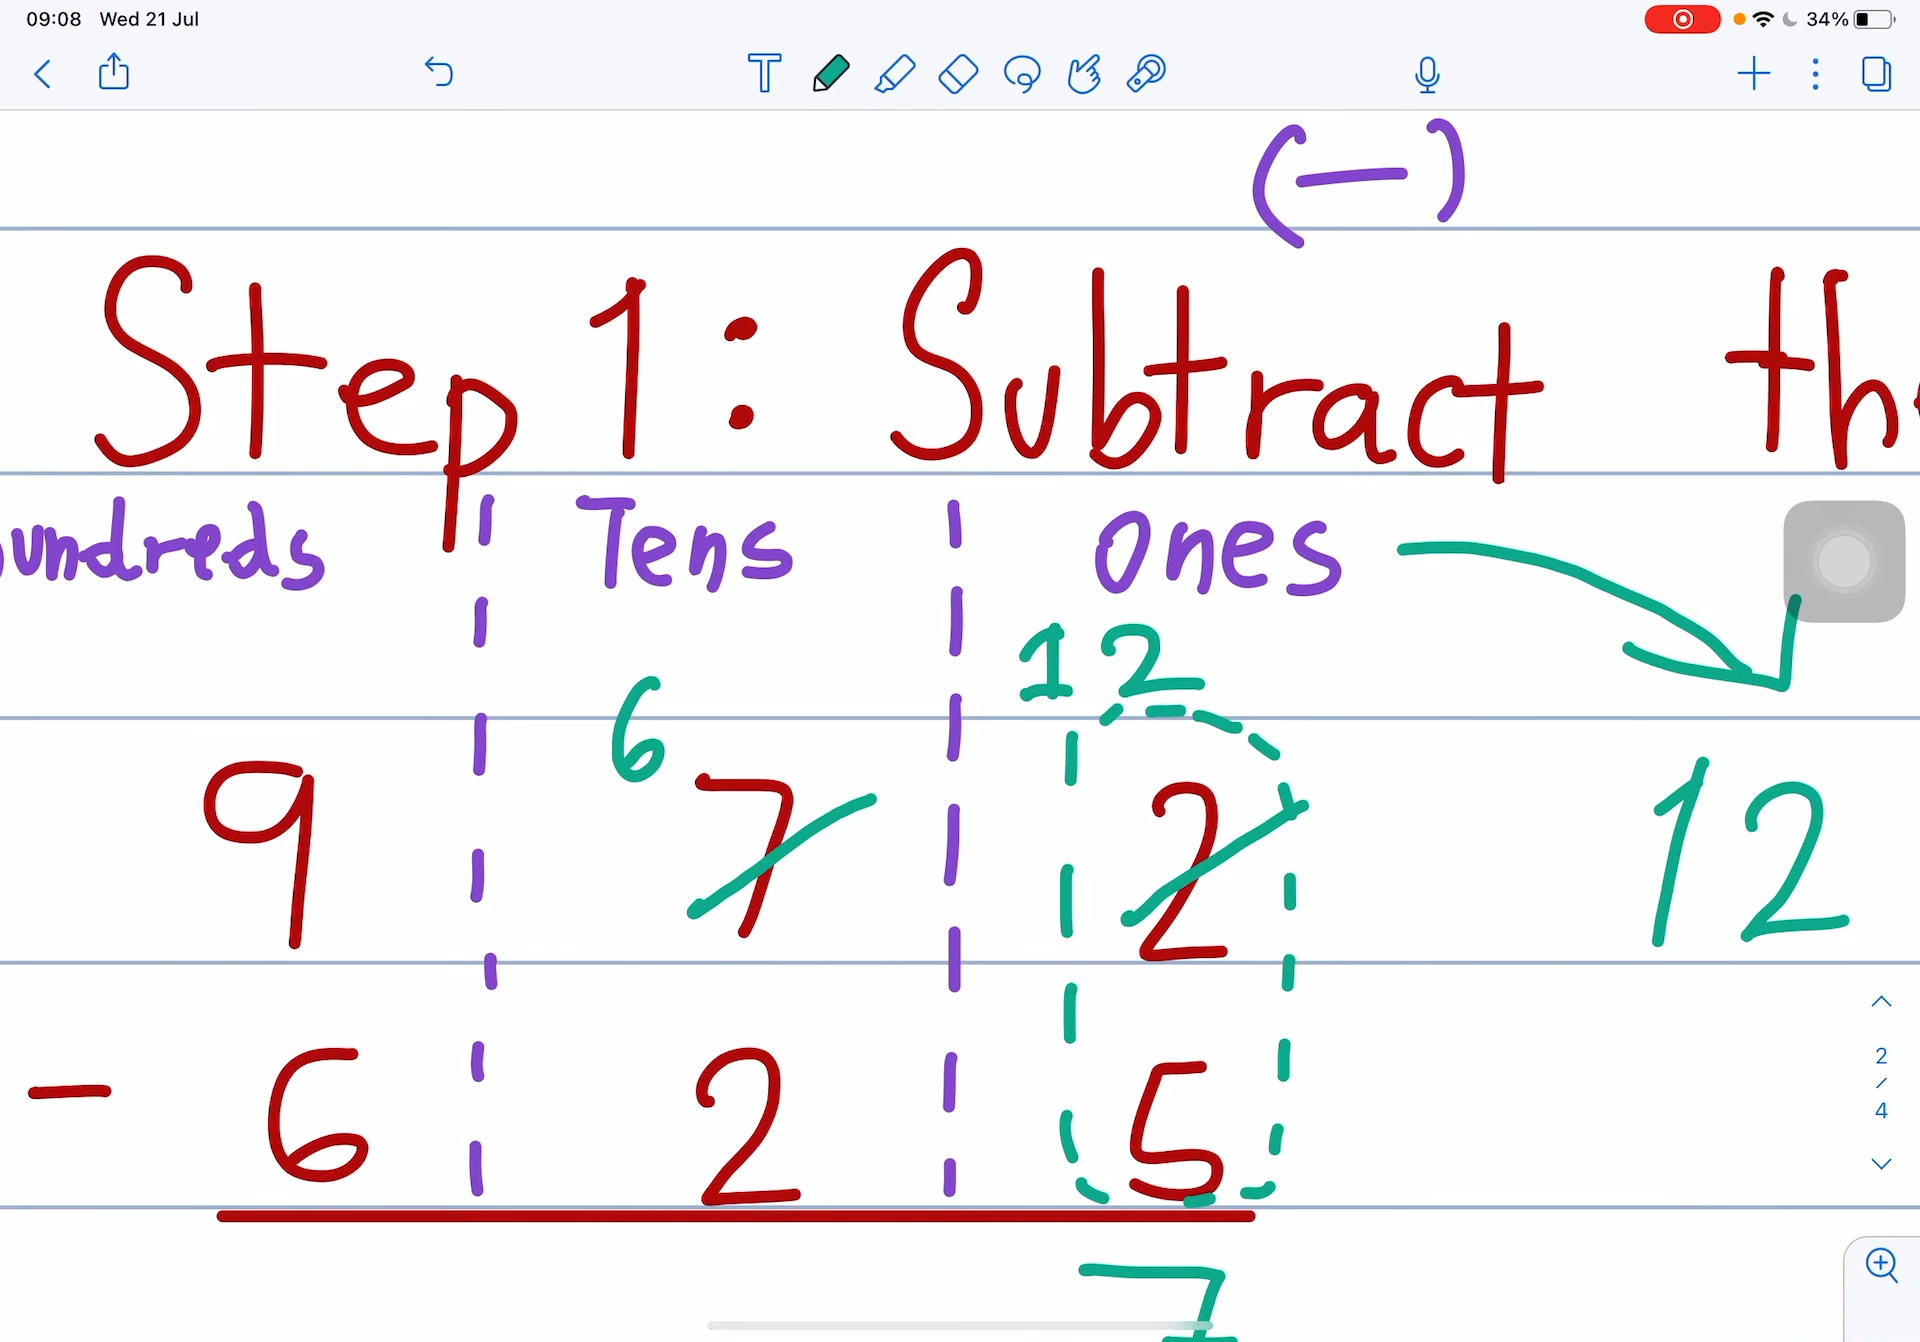 09:08 Wed 21 Jul 34%
(—)
Step 1: Subtract th
undreds Tens Ones
6 12
9 7 2 12
- 6 2 5
2
/
4
7